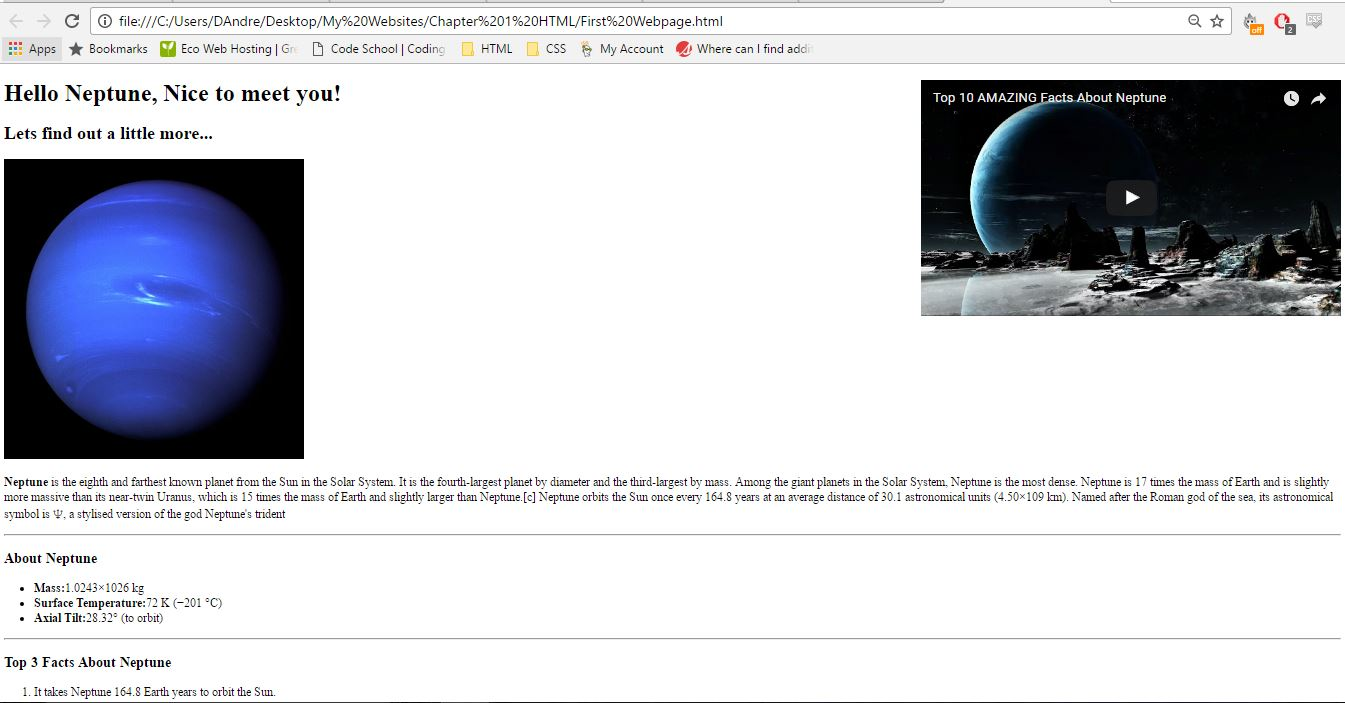 file:///C:/Users/DAndre/Desktop/My%20Websites/Chapter%201%20HTML/First%20Webpage.html
off
2
CSS
Apps
Bookmarks
Eco Web Hosting | Gre
Code School | Coding
HTML
CSS
My Account
Where can I find addit
Hello Neptune, Nice to meet you!
Top 10 AMAZING Facts About Neptune
Lets find out a little more...
Neptune is the eighth and farthest known planet from the Sun in the Solar System. It is the fourth-largest planet by diameter and the third-largest by mass. Among the giant planets in the Solar System, Neptune is the most dense. Neptune is 17 times the mass of Earth and is slightly
more massive than its near-twin Uranus, which is 15 times the mass of Earth and slightly larger than Neptune.[c] Neptune orbits the Sun once every 164.8 years at an average distance of 30.1 astronomical units (4.50×109 km). Named after the Roman god of the sea, its astronomical
symbol is ♆, a stylised version of the god Neptune's trident
About Neptune
Mass:1.0243×1026 kg
Surface Temperature:72 K (−201 °C)
Axial Tilt:28.32° (to orbit)
Top 3 Facts About Neptune
1. It takes Neptune 164.8 Earth years to orbit the Sun.